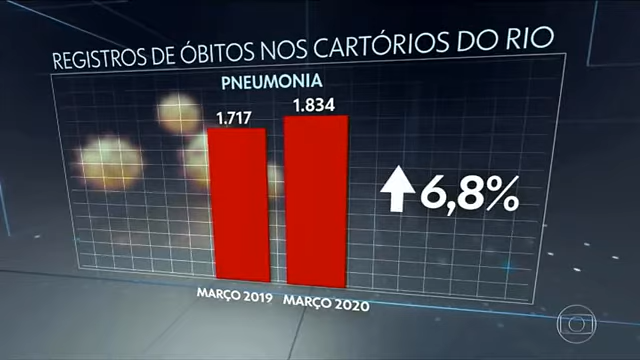 REGISTROS DE ÓBITOS NOS CARTÓRIOS DO RIO
PNEUMONIA
1.717
1.834
6,8%
MARÇO 2019
MARÇO 2020